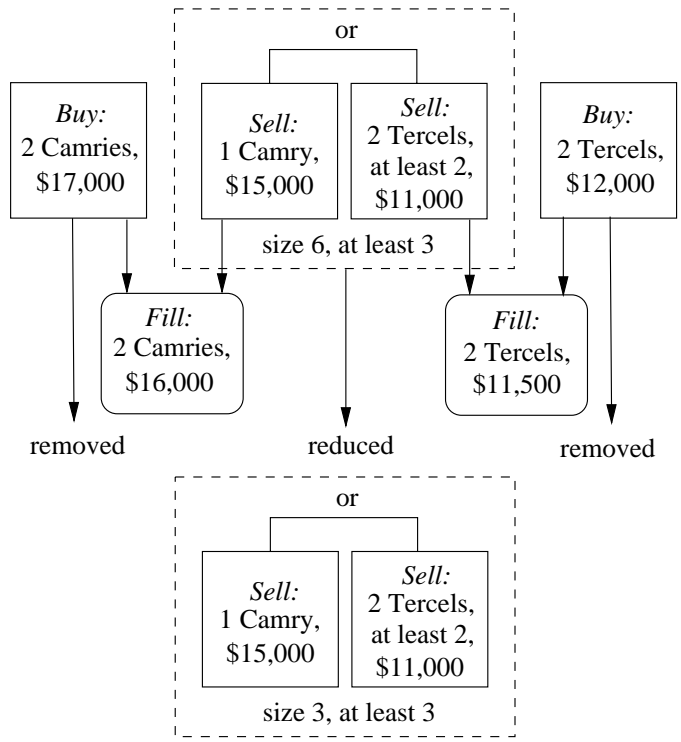 or
Buy:
2 Camries,
$17,000
Sell:
1 Camry,
$15,000
Sell:
2 Tercels,
at least 2,
$11,000
Buy:
2 Tercels,
$12,000
size 6, at least 3
Fill:
2 Camries,
$16,000
Fill:
2 Tercels,
$11,500
removed
reduced
removed
or
Sell:
1 Camry,
$15,000
Sell:
2 Tercels,
at least 2,
$11,000
size 3, at least 3